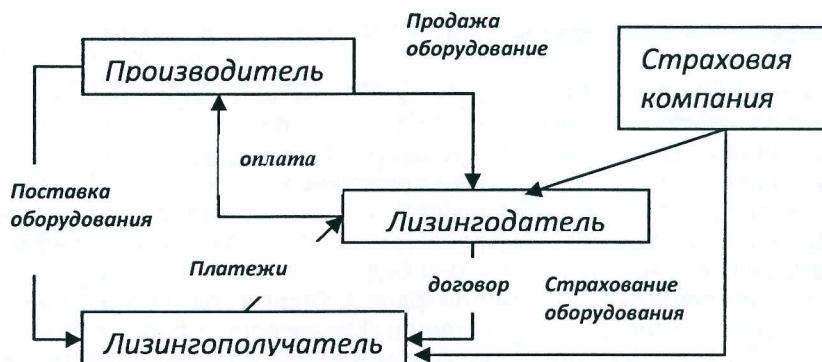 Продажа
оборудование
Производитель
Страховая
компания
оплата
Поставка
оборудования
Лизингодатель
Платежи
договор
Страхование
оборудования
Лизингополучатель